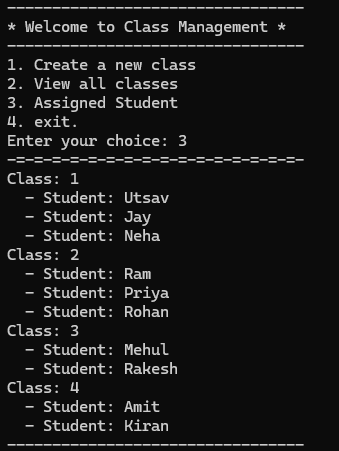 ---------------------------------
* Welcome to Class Management *
---------------------------------
1. Create a new class
2. View all classes
3. Assigned Student
4. exit.
Enter your choice: 3
-=-=-=-=-=-=-=-=-=-=-=-=-=-=-=-=-
Class: 1
  - Student: Utsav
  - Student: Jay
  - Student: Neha
Class: 2
  - Student: Ram
  - Student: Priya
  - Student: Rohan
Class: 3
  - Student: Mehul
  - Student: Rakesh
Class: 4
  - Student: Amit
  - Student: Kiran
---------------------------------